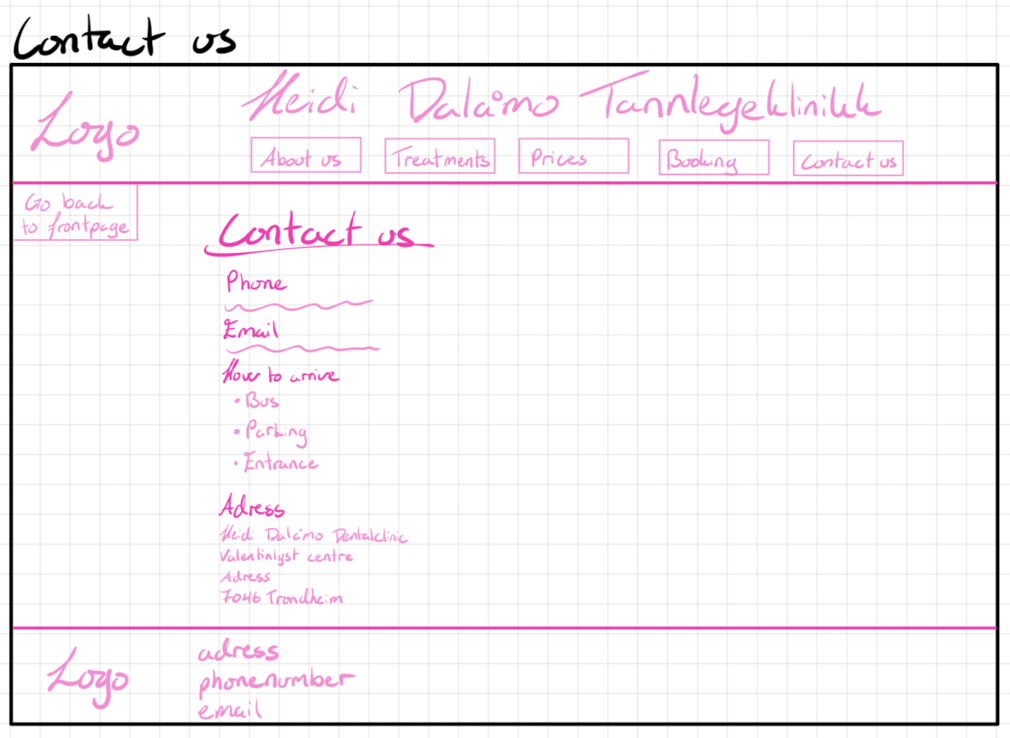 Contact us
Logo
Heidi Dalåmo Tannlegeklinikk
About us
Treatments
Prices
Booking
Contact us
Go back
to frontpage
Contact us
Phone
Email
How to arrive
• Bus
• Parking
• Entrance
Adress
Heidi Dalåmo Dentalclinic
Valentinlyst centre
Adress
7046 Trondheim
Logo
adress
phonenumber
email